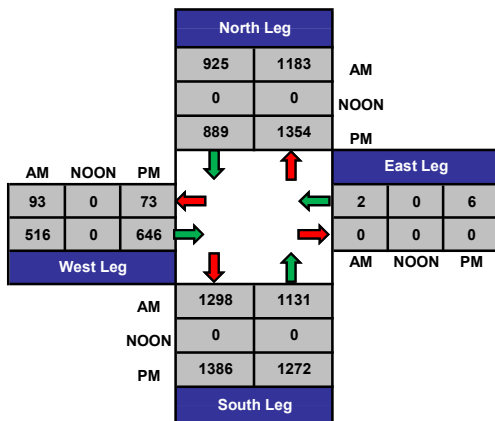 North Leg
925 1183 AM
0 0 NOON
889 1354 PM
AM NOON PM East Leg
93 0 73 2 0 6
516 0 646 0 0 0
West Leg AM NOON PM
AM 1298 1131
NOON 0 0
PM 1386 1272
South Leg